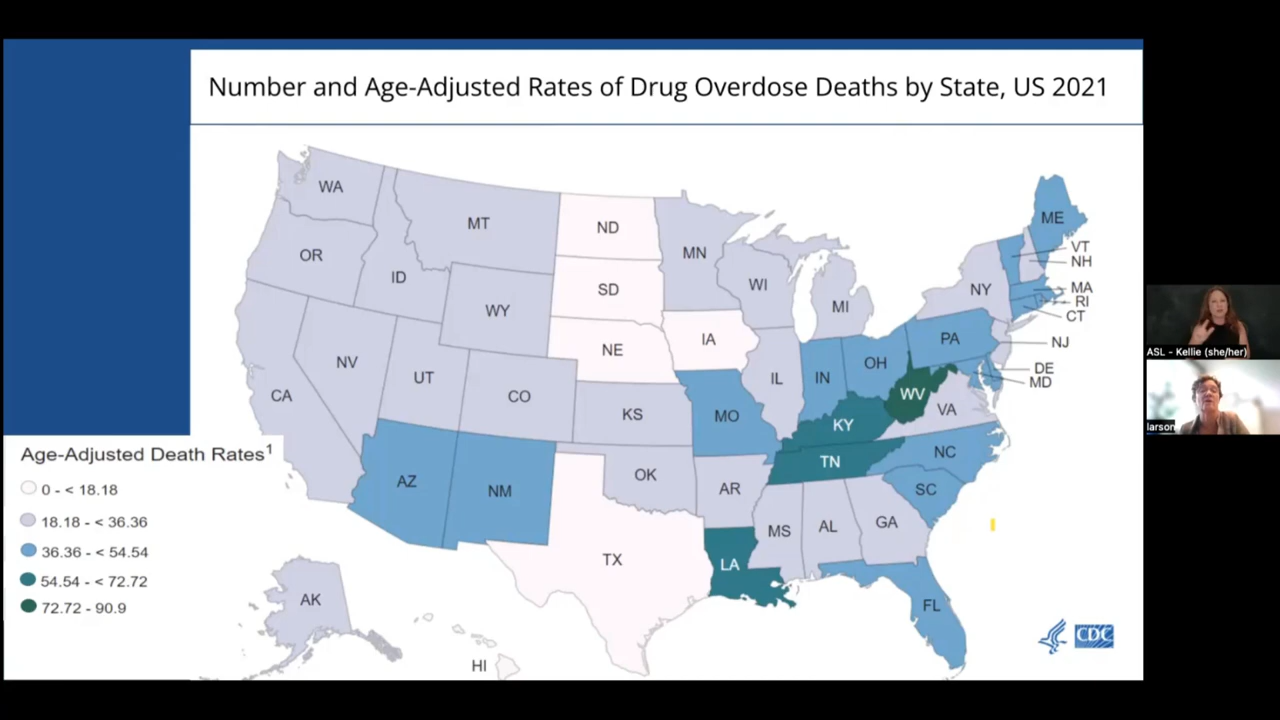 Number and Age-Adjusted Rates of Drug Overdose Deaths by State, US 2021
WA
MT
ND
MN
ME
VT
NH
OR
ID
SD
WI
NY
MA
RI
CT
WY
MI
NE
IA
PA
NJ
NV
UT
CO
IL
IN
OH
DE
MD
CA
KS
MO
WV
VA
KY
AZ
NM
OK
AR
TN
NC
SC
MS
AL
GA
TX
LA
FL
AK
HI
Age-Adjusted Death Rates1
0 - < 18.18
18.18 - < 36.36
36.36 - < 54.54
54.54 - < 72.72
72.72 - 90.9
CDC
ASL - Kellie (she/her)
larson